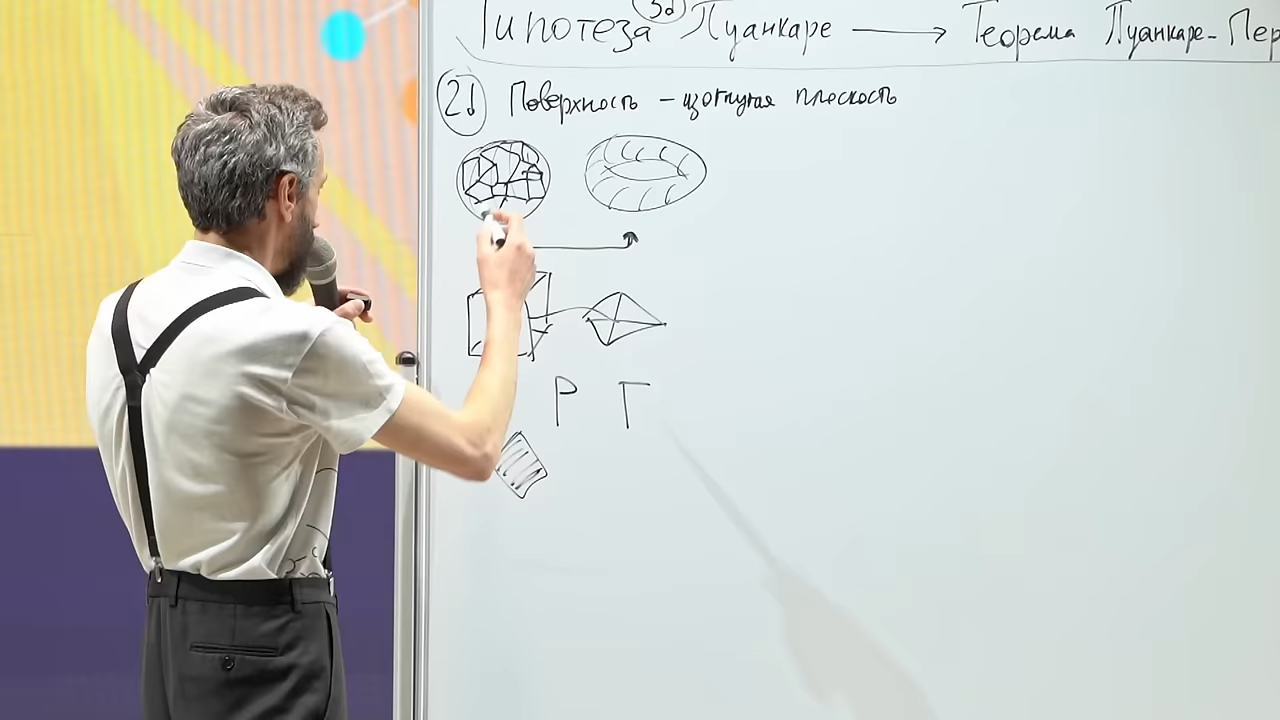 3d
Гипотеза Пуанкаре → Теорема Пуанкаре-Пер
2d Поверхность – изогнутая плоскость
Р Г